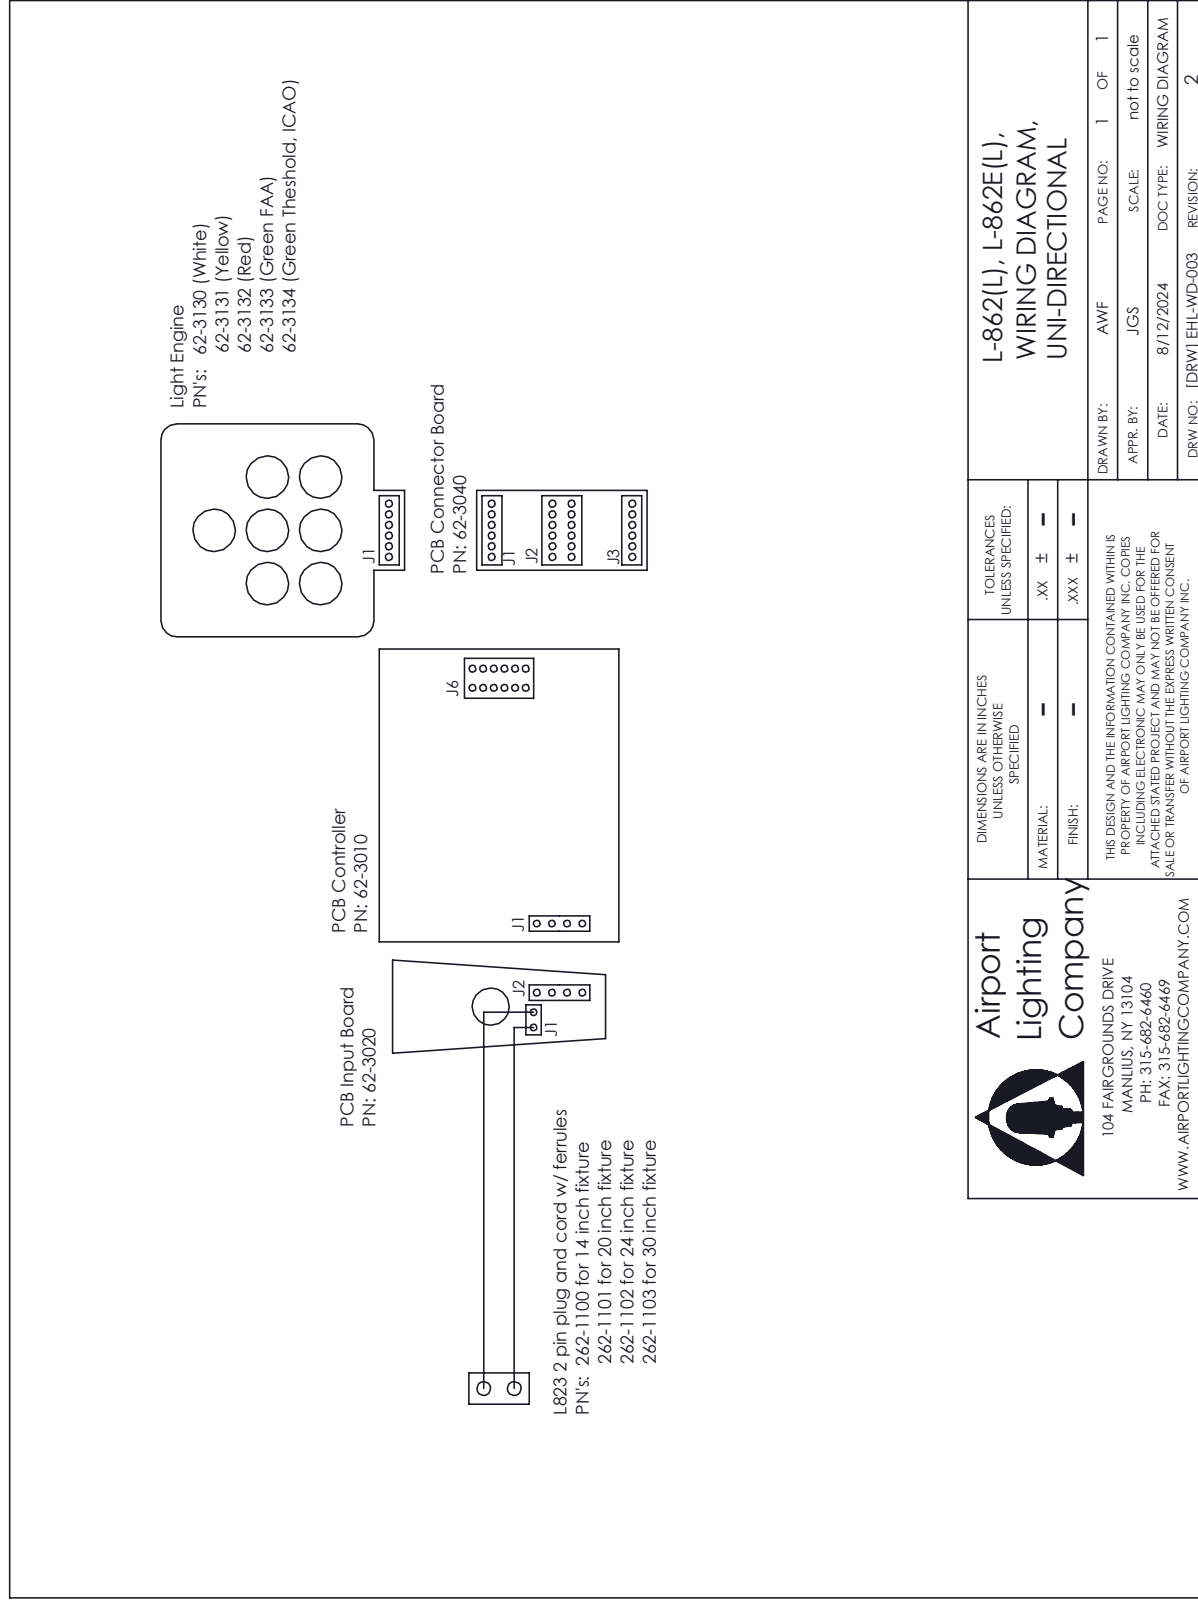 Light Engine
PN's: 62-3130 (White)
62-3131 (Yellow)
62-3132 (Red)
62-3133 (Green FAA)
62-3134 (Green Theshold, ICAO)
J1
PCB Connector Board
PN: 62-3040
J1
J2
J3
PCB Controller
PN: 62-3010
J6
J1
PCB Input Board
PN: 62-3020
J2
J1
L823 2 pin plug and cord w/ ferrules
PN's: 262-1100 for 14 inch fixture
262-1101 for 20 inch fixture
262-1102 for 24 inch fixture
262-1103 for 30 inch fixture
Airport
Lighting
Company
104 FAIRGROUNDS DRIVE
MANLIUS, NY 13104
PH: 315-682-6460
FAX: 315-682-6469
WWW.AIRPORTLIGHTINGCOMPANY.COM
DIMENSIONS ARE IN INCHES
UNLESS OTHERWISE
SPECIFIED
MATERIAL: –
FINISH: –
TOLERANCES
UNLESS SPECIFIED:
.XX ± –
.XXX ± –
THIS DESIGN AND THE INFORMATION CONTAINED WITHIN IS
PROPERTY OF AIRPORT LIGHTING COMPANY INC. COPIES
INCLUDING ELECTRONIC MAY ONLY BE USED FOR THE
ATTACHED STATED PROJECT AND MAY NOT BE OFFERED FOR
SALE OR TRANSFER WITHOUT THE EXPRESS WRITTEN CONSENT
OF AIRPORT LIGHTING COMPANY INC.
L-862(L), L-862E(L),
WIRING DIAGRAM,
UNI-DIRECTIONAL
DRAWN BY: AWF PAGE NO: 1 OF 1
APPR. BY: JGS SCALE: not to scale
DATE: 8/12/2024 DOC TYPE: WIRING DIAGRAM
DRW NO: [DRW] EHL-WD-003 REVISION: 2